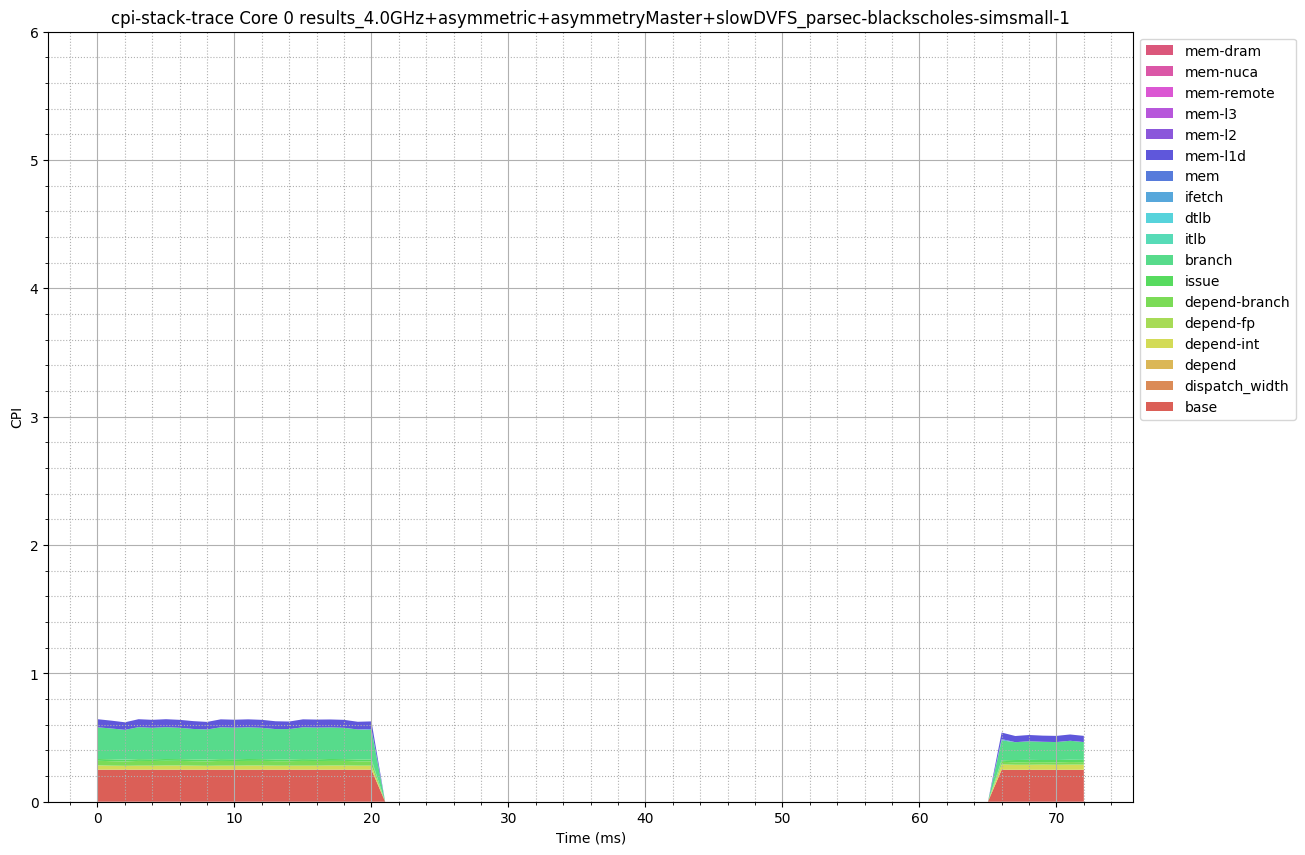 cpi-stack-trace Core 0 results_4.0GHz+asymmetric+asymmetryMaster+slowDVFS_parsec-blackscholes-simsmall-1
6
5
4
3
2
1
0
CPI
0 10 20 30 40 50 60 70
Time (ms)
mem-dram
mem-nuca
mem-remote
mem-l3
mem-l2
mem-l1d
mem
ifetch
dtlb
itlb
branch
issue
depend-branch
depend-fp
depend-int
depend
dispatch_width
base